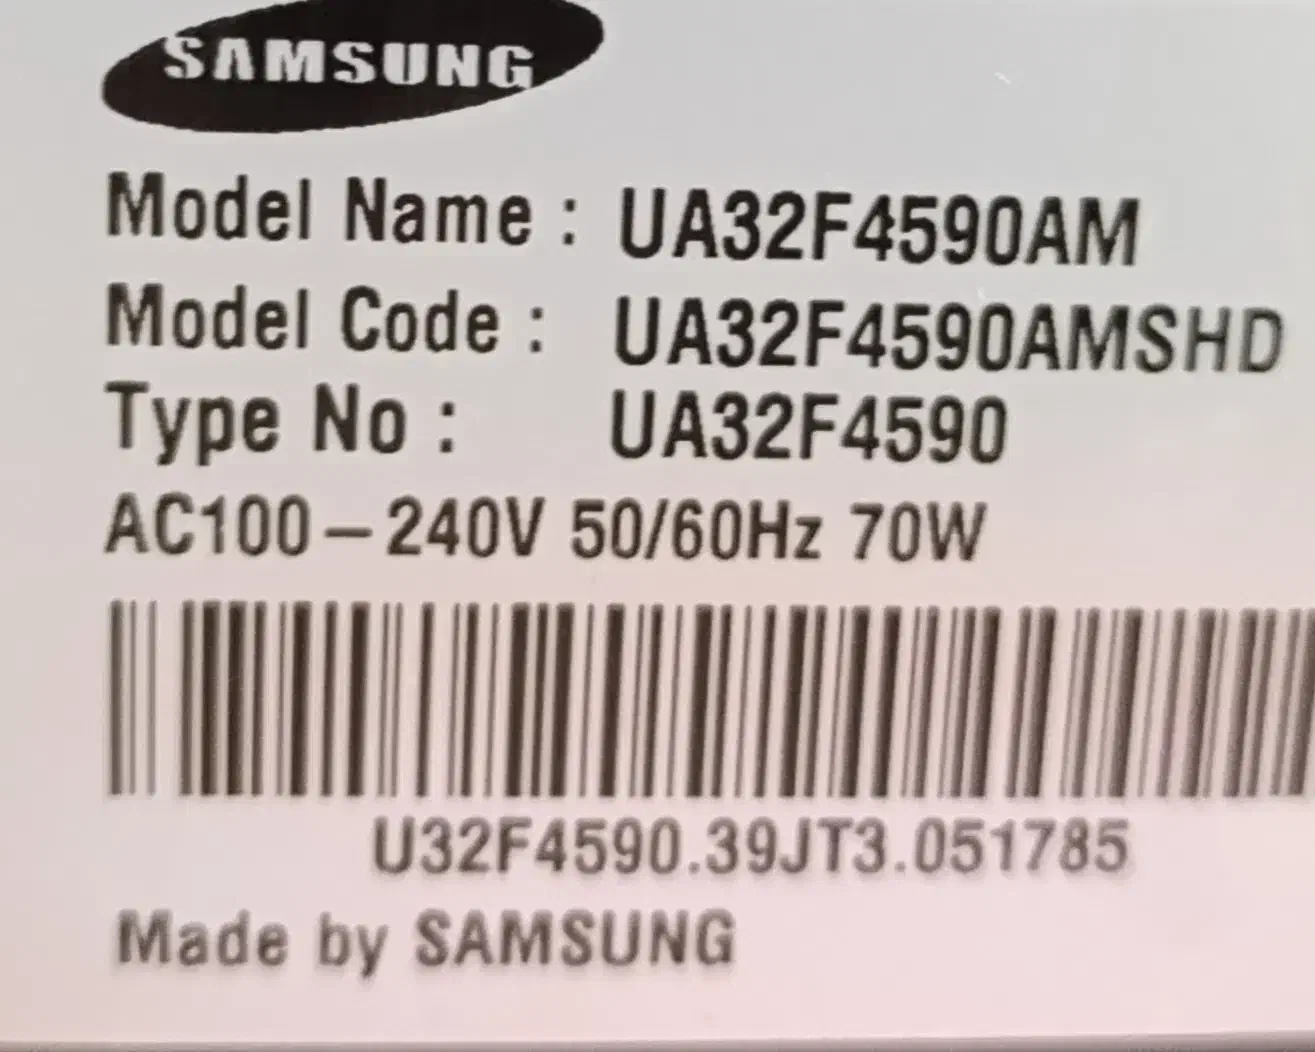 SAMSUNG
Model Name : UA32F4590AM
Model Code : UA32F4590AMSHD
Type No : UA32F4590
AC100-240V 50/60Hz 70W
U32F4590.39JT3.051785
Made by SAMSUNG